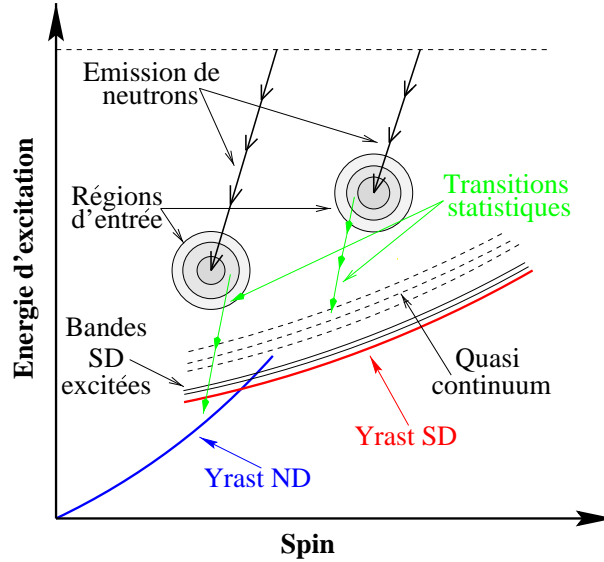 Emission de
neutrons
Régions
d'entrée
Transitions
statistiques
Bandes
SD
excitées
Quasi
continuum
Yrast SD
Yrast ND
Energie d'excitation
Spin